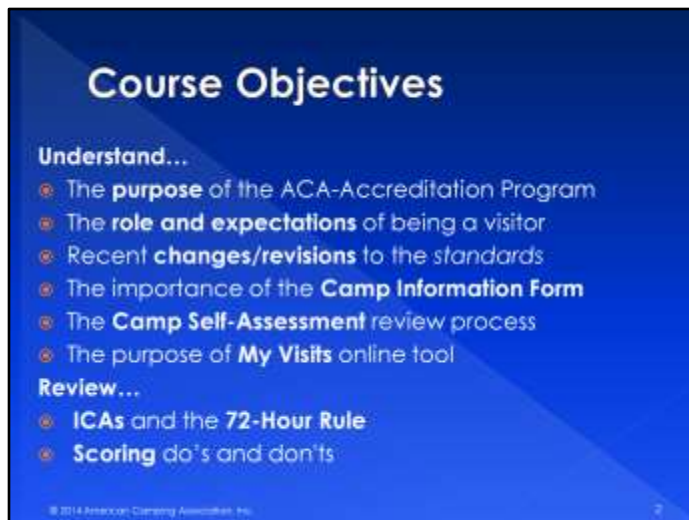 Course Objectives
Understand…
The purpose of the ACA-Accreditation Program
The role and expectations of being a visitor
Recent changes/revisions to the standards
The importance of the Camp Information Form
The Camp Self-Assessment review process
The purpose of My Visits online tool
Review…
ICAs and the 72-Hour Rule
Scoring do's and don'ts
© 2014 American Camping Association, Inc.
2